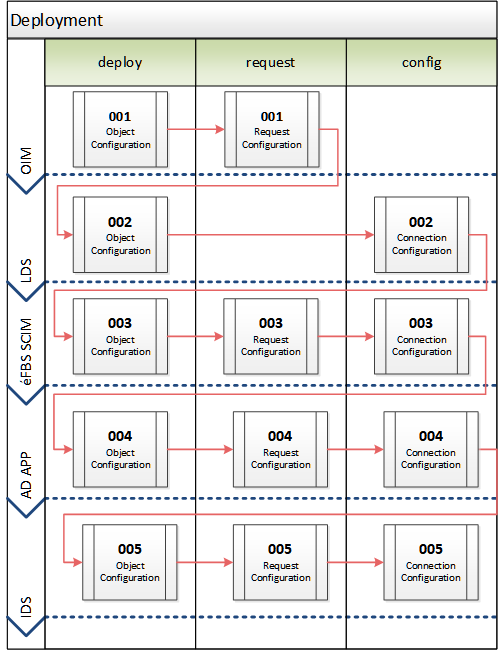 Deployment
deploy
request
config
OIM
001
Object
Configuration
001
Request
Configuration
LDS
002
Object
Configuration
002
Connection
Configuration
éFBS SCIM
003
Object
Configuration
003
Request
Configuration
003
Connection
Configuration
AD APP
004
Object
Configuration
004
Request
Configuration
004
Connection
Configuration
IDS
005
Object
Configuration
005
Request
Configuration
005
Connection
Configuration